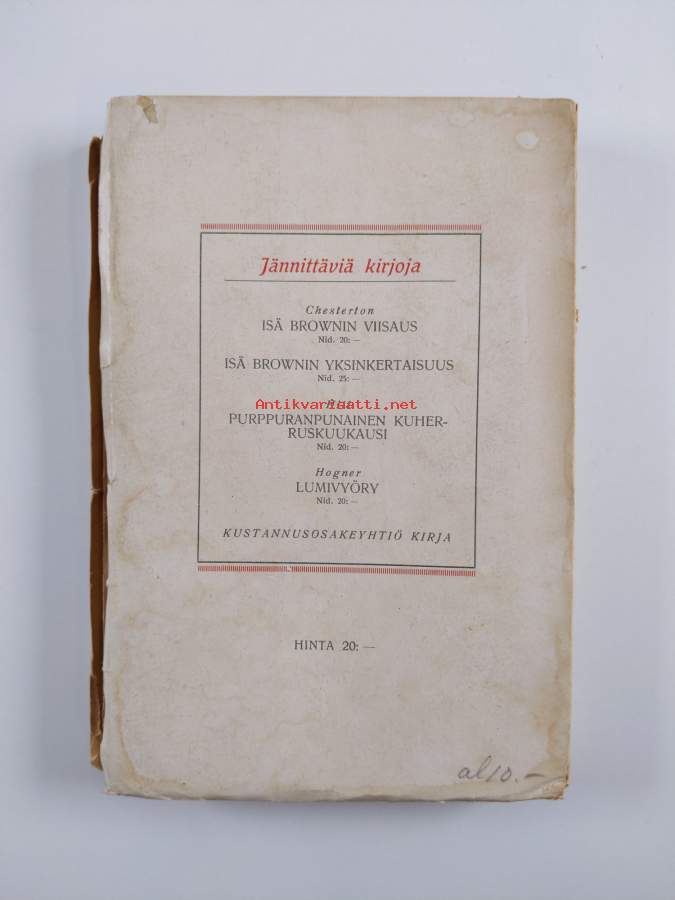 Jännittäviä kirjoja
Chesterton
ISÄ BROWNIN VIISAUS
Nid. 20: —
ISÄ BROWNIN YKSINKERTAISUUS
Nid. 25: —
Antikvariaatti.net
PURPPURANPUNAINEN KUHER-
RUSKUUKAUSI
Nid. 20: —
Hogner
LUMIVYÖRY
Nid. 20: —
KUSTANNUSOSAKEYHTIÖ KIRJA
HINTA 20: —
al 10.-